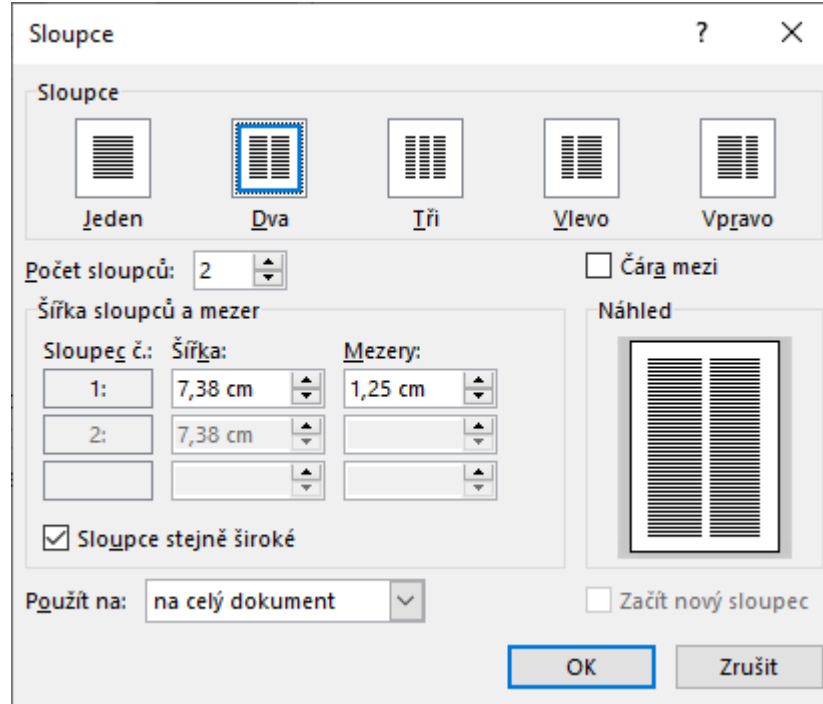 Sloupce ? ×
Sloupce
Jeden Dva Tři Vlevo Vpravo
Počet sloupců: 2 Čára mezi
Šířka sloupců a mezer Náhled
Sloupec č.: Šířka: Mezery:
1: 7,38 cm 1,25 cm
2: 7,38 cm
Sloupce stejně široké
Použít na: na celý dokument Začít nový sloupec
OK Zrušit